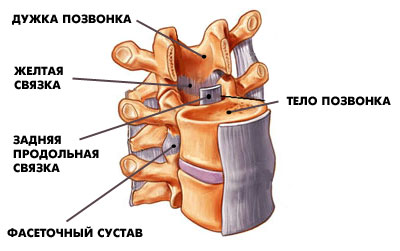 ДУЖКА ПОЗВОНКА
ЖЕЛТАЯ
СВЯЗКА
ТЕЛО ПОЗВОНКА
ЗАДНЯЯ
ПРОДОЛЬНАЯ
СВЯЗКА
ФАСЕТОЧНЫЙ СУСТАВ